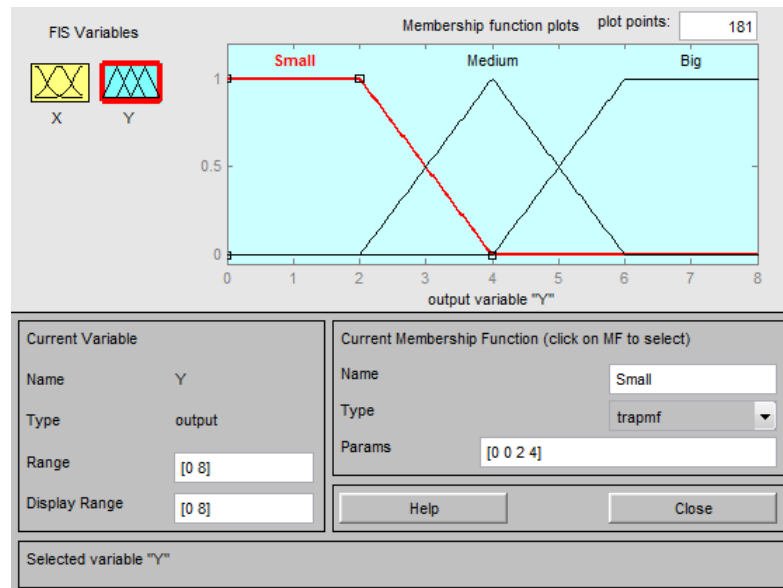 FIS Variables
Membership function plots plot points: 181
X Y
Small Medium Big
1
0.5
0
0 1 2 3 4 5 6 7 8
output variable "Y"
Current Variable
Name Y
Type output
Range [0 8]
Display Range [0 8]
Current Membership Function (click on MF to select)
Name Small
Type trapmf
Params [0 0 2 4]
Help Close
Selected variable "Y"